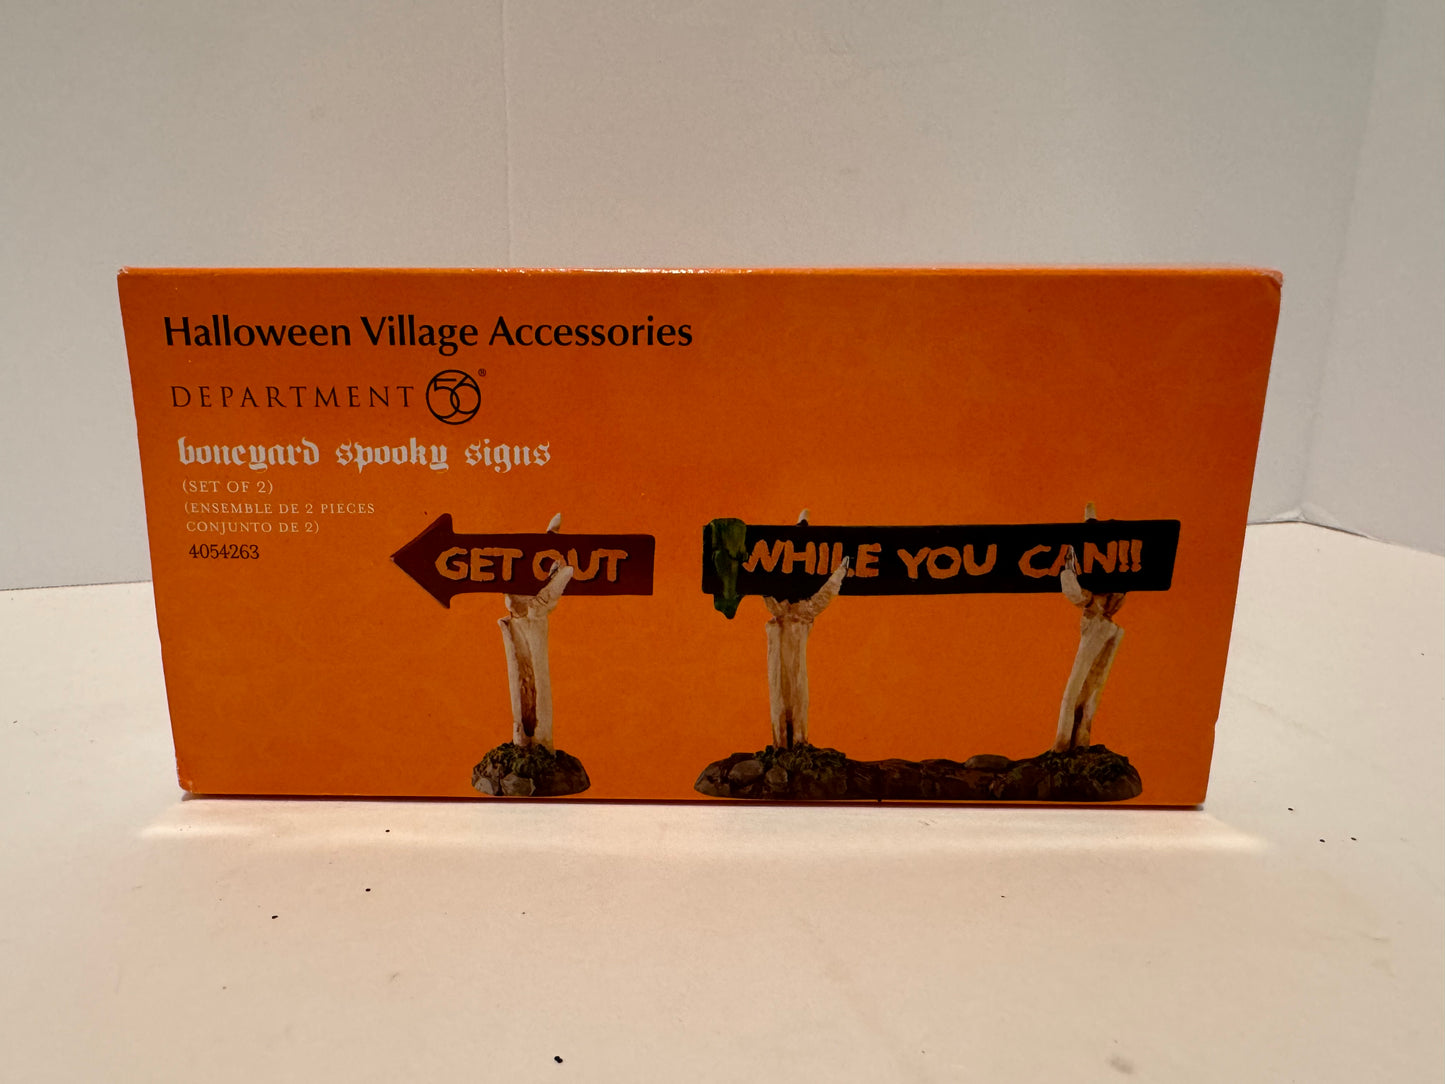 Halloween Village Accessories
DEPARTMENT 56®
boneyard spooky signs
(SET OF 2)
(ENSEMBLE DE 2 PIÈCES
CONJUNTO DE 2)
4054263
GET OUT
WHILE YOU CAN!!